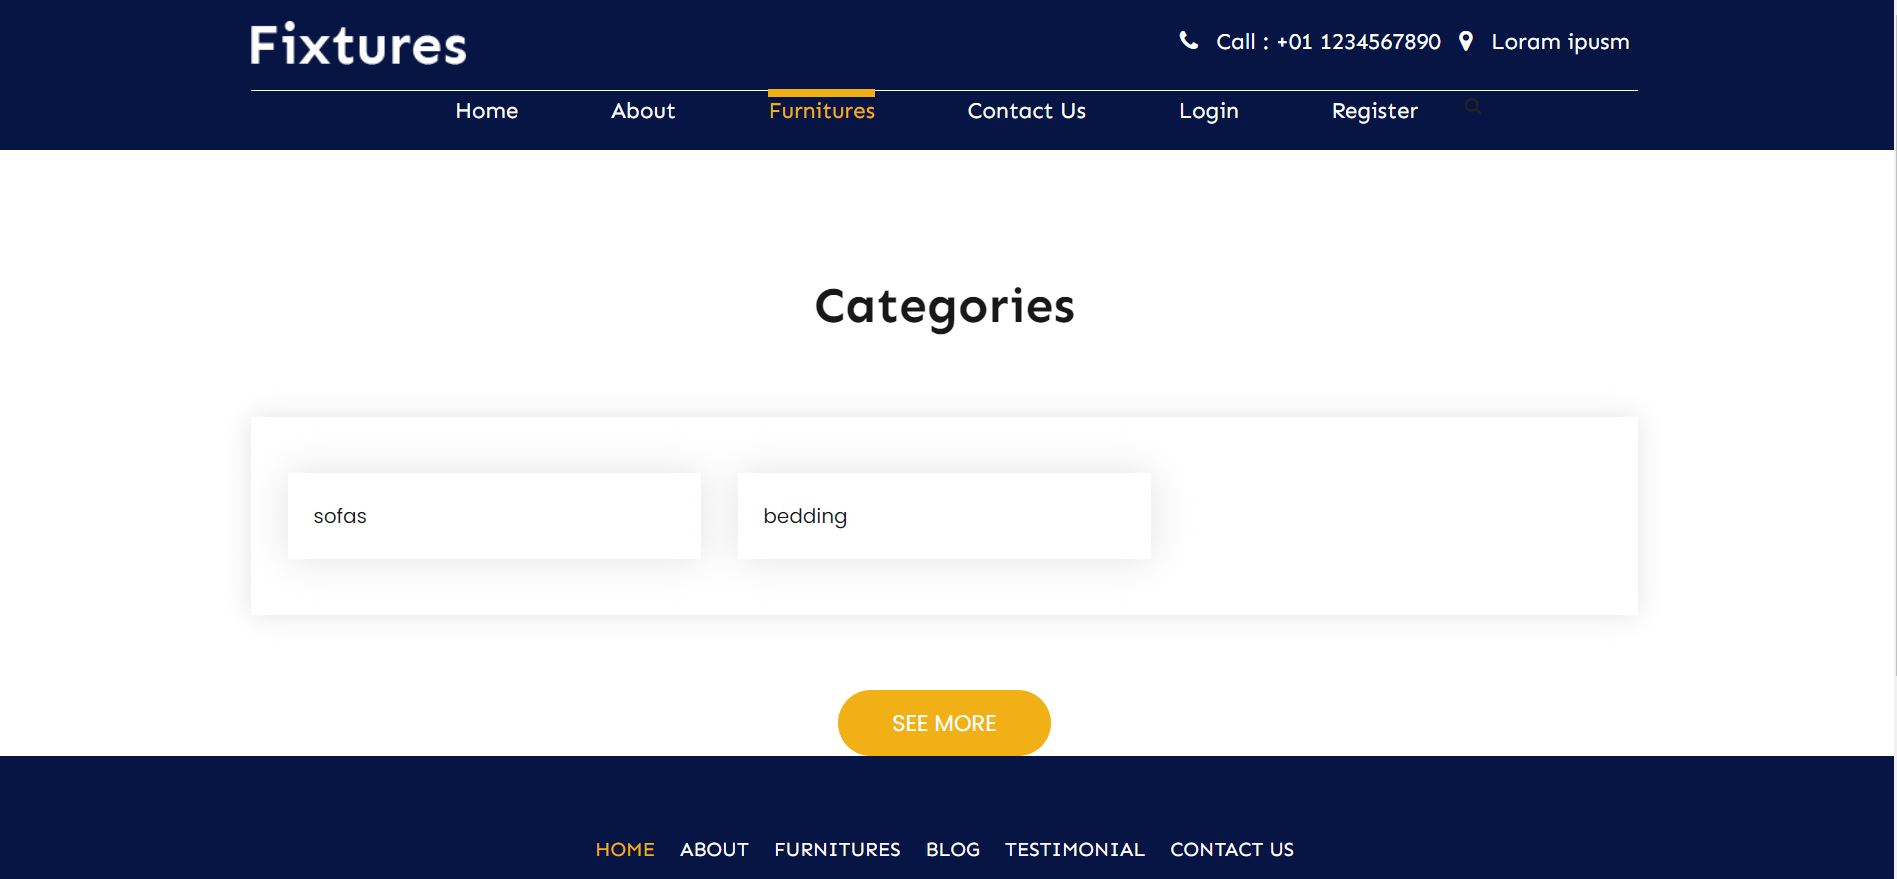 Fixtures
Call : +01 1234567890 Loram ipusm
Home About Furnitures Contact Us Login Register
Categories
sofas bedding
SEE MORE
HOME ABOUT FURNITURES BLOG TESTIMONIAL CONTACT US